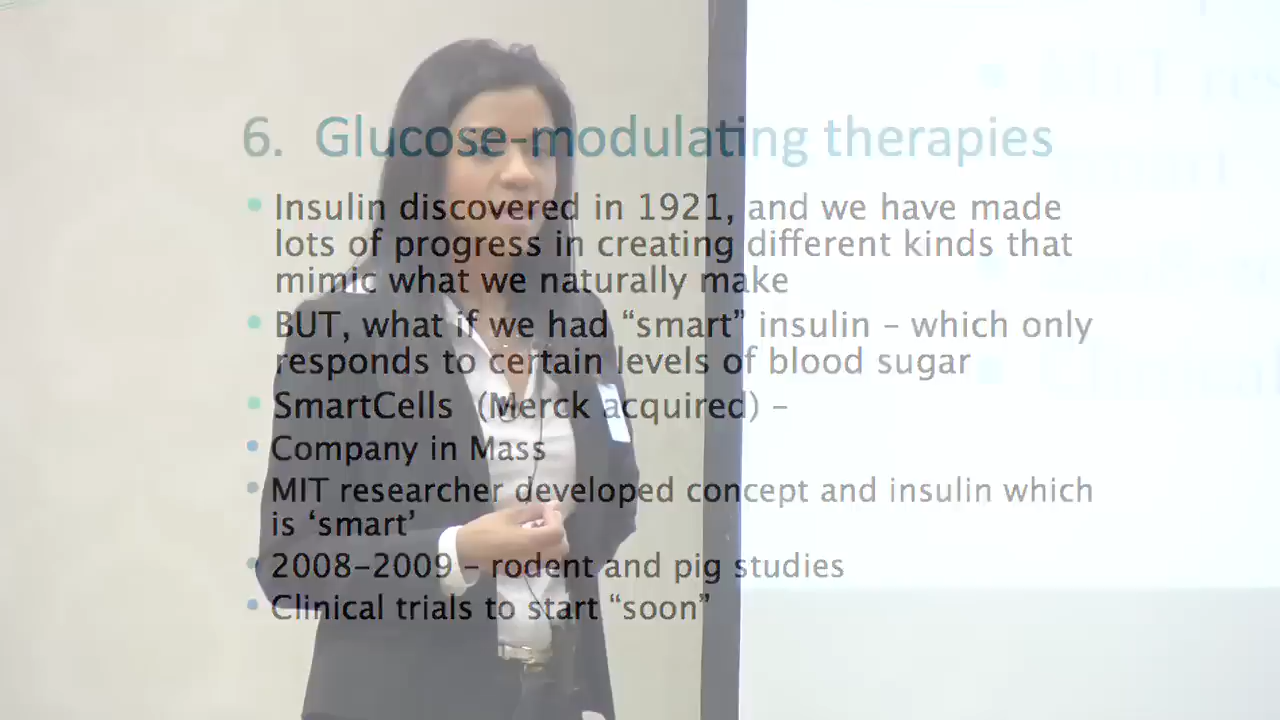 6. Glucose-modulating therapies
• Insulin discovered in 1921, and we have made
lots of progress in creating different kinds that
mimic what we naturally make
• BUT, what if we had “smart” insulin – which only
responds to certain levels of blood sugar
• SmartCells (Merck acquired) –
• Company in Mass
• MIT researcher developed concept and insulin which
is ‘smart’
• 2008–2009 – rodent and pig studies
• Clinical trials to start “soon”